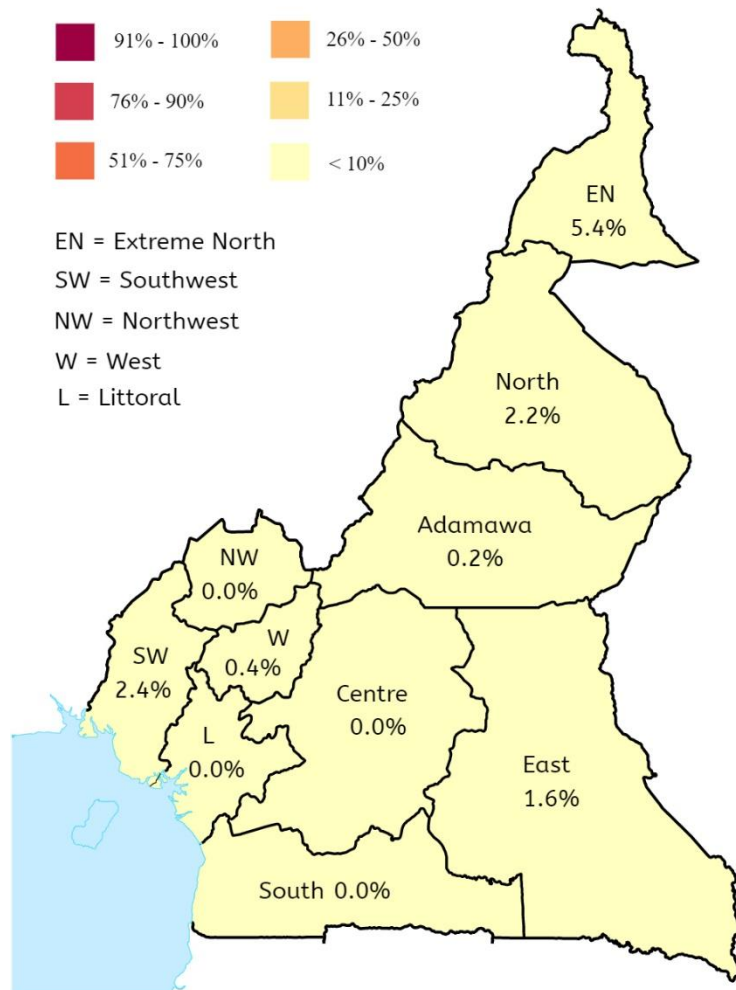 91% - 100%
26% - 50%
76% - 90%
11% - 25%
51% - 75%
< 10%
EN = Extreme North
SW = Southwest
NW = Northwest
W = West
L = Littoral
EN
5.4%
North
2.2%
Adamawa
0.2%
NW
0.0%
W
0.4%
SW
2.4%
Centre
0.0%
L
0.0%
East
1.6%
South 0.0%